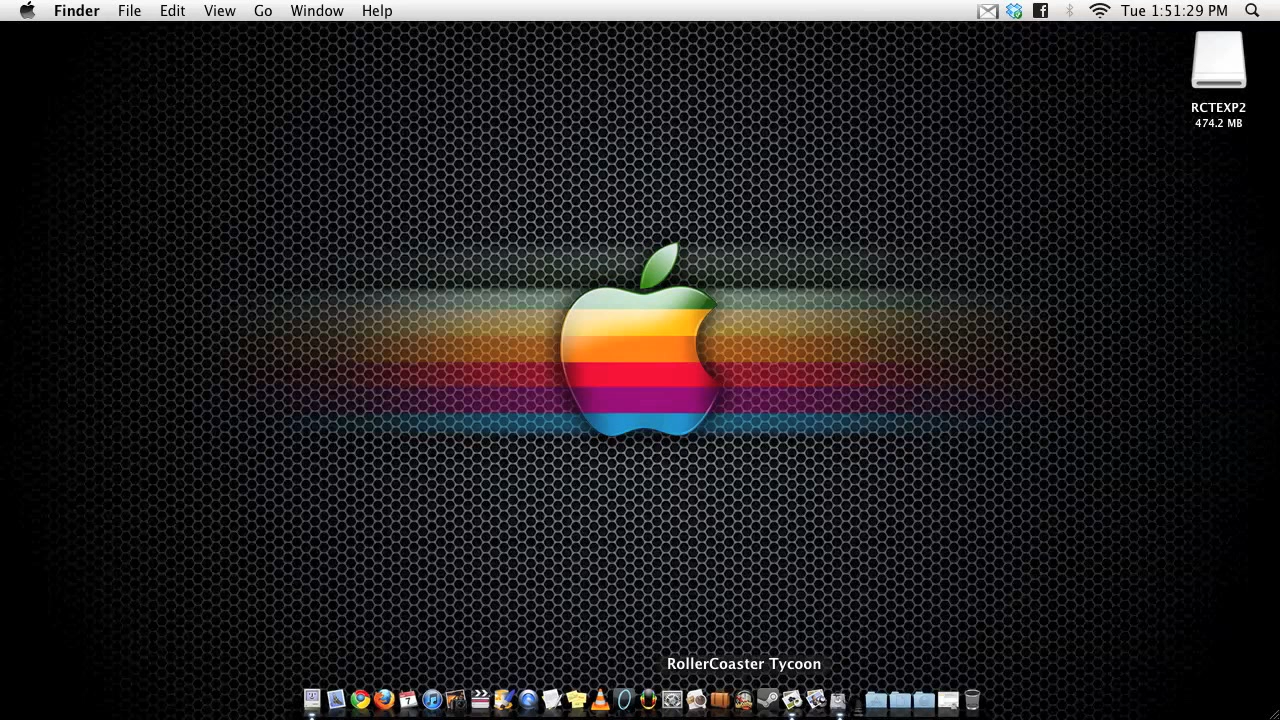 Finder File Edit View Go Window Help Tue 1:51:29 PM
RCTEXP2
474.2 MB
RollerCoaster Tycoon